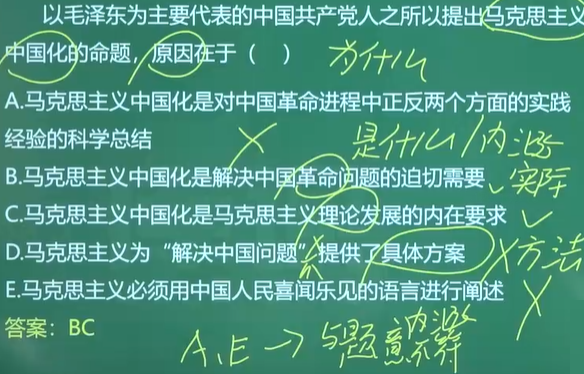 以毛泽东为主要代表的中国共产党人之所以提出马克思主义
中国化的命题，原因在于（ ） 为什么
A.马克思主义中国化是对中国革命进程中正反两个方面的实践
经验的科学总结 是什么/内涵
B.马克思主义中国化是解决中国革命问题的迫切需要 实际
C.马克思主义中国化是马克思主义理论发展的内在要求
D.马克思主义为“解决中国问题”提供了具体方案 方法
E.马克思主义必须用中国人民喜闻乐见的语言进行阐述
答案：BC
A、E → 与题意不符 内涵